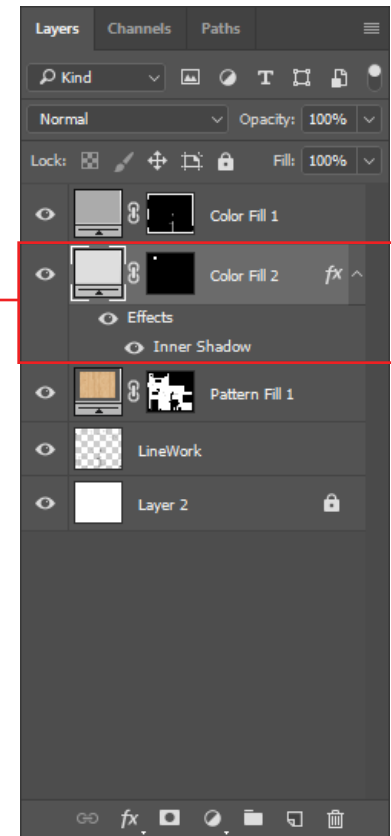 Layers Channels Paths
Kind
Normal Opacity: 100%
Lock: Fill: 100%
Color Fill 1
Color Fill 2 fx
Effects
Inner Shadow
Pattern Fill 1
LineWork
Layer 2
fx